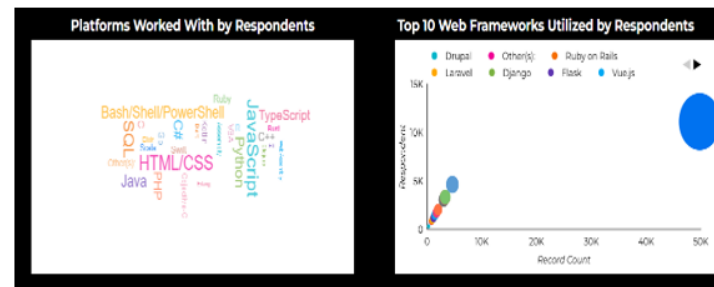 Platforms Worked With by Respondents
Ruby
Bash/Shell/PowerShell
JavaScript
TypeScript
SQL
C#
Python
C++
Rust
Scala
Swift
Other(s):
HTML/CSS
Java
PHP
Top 10 Web Frameworks Utilized by Respondents
Drupal Other(s): Ruby on Rails
Laravel Django Flask Vue.js
15K
10K
5K
0
Respondent
0 10K 20K 30K 40K 50K
Record Count